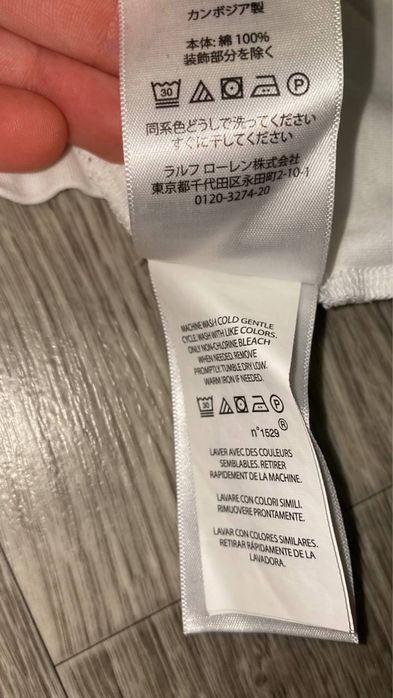 カンボジア製
本体: 綿 100%
装飾部分を除く
30 P
同系色どうしで洗ってください
すぐに干してください
ラルフ ローレン株式会社
東京都千代田区永田町2-10-1
0120-3274-20
MACHINE WASH COLD GENTLE
CYCLE. WASH WITH LIKE COLORS.
ONLY NON-CHLORINE BLEACH
WHEN NEEDED. REMOVE
PROMPTLY. TUMBLE DRY LOW.
WARM IRON IF NEEDED.
30 P
n°1529®
LAVER AVEC DES COULEURS
SEMBLABLES. RETIRER
RAPIDEMENT DE LA MACHINE.
LAVARE CON COLORI SIMILI.
RIMUOVERE PRONTAMENTE.
LAVAR CON COLORES SIMILARES.
RETIRAR RÁPIDAMENTE DE LA
LAVADORA.